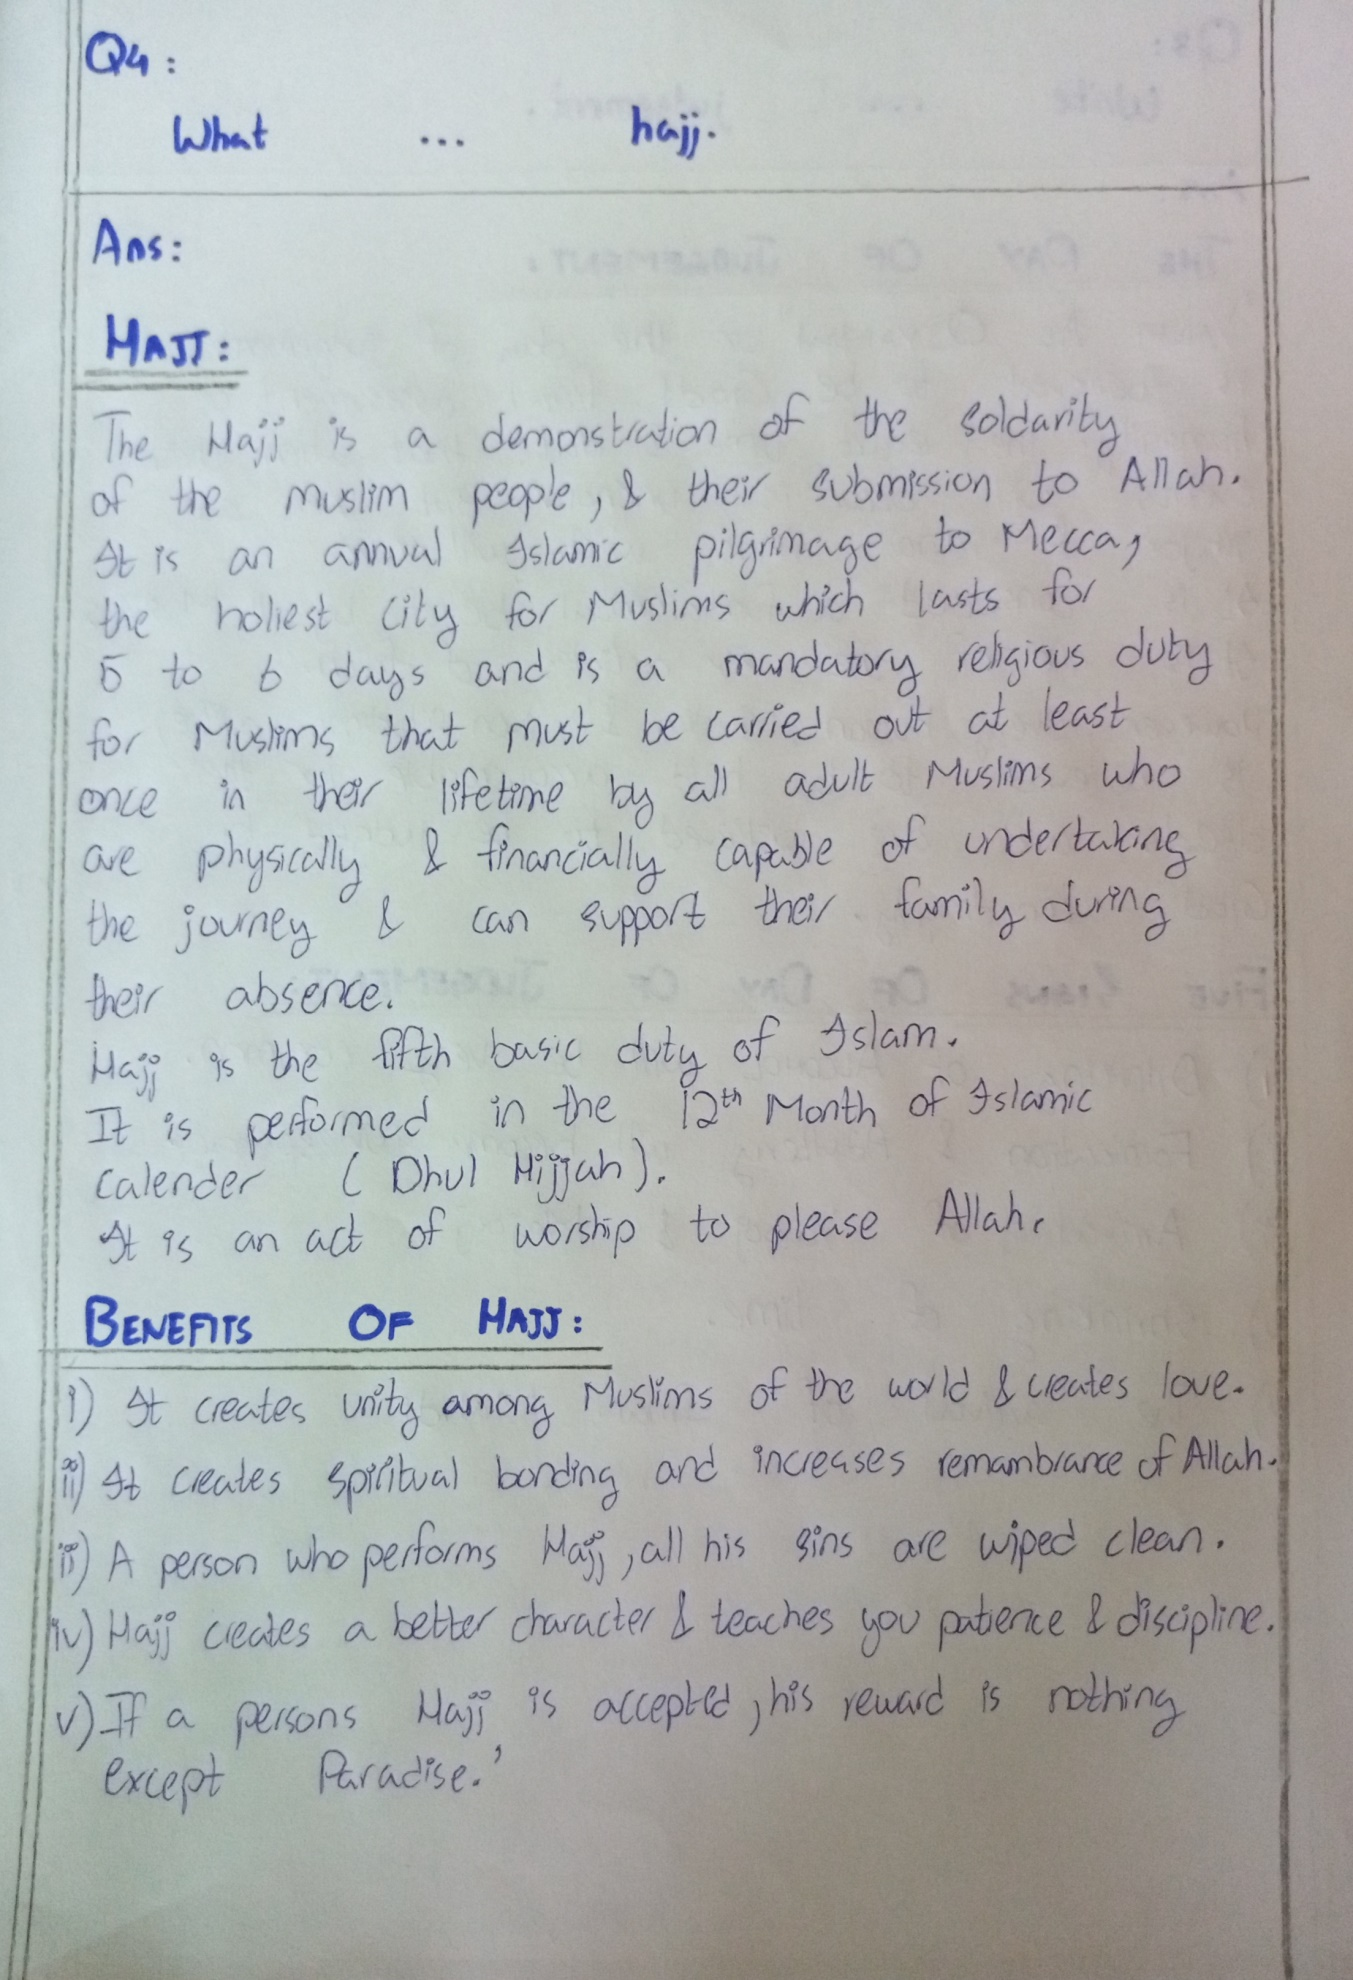 Q4:
What ... hajj.
Ans:
HAJJ:
The Hajj is a demonstration of the soldarity
of the muslim people, & their submission to Allah.
It is an annual Islamic pilgrimage to Mecca,
the holiest city for Muslims which lasts for
5 to 6 days and is a mandatory religious duty
for Muslims that must be carried out at least
once in their lifetime by all adult Muslims who
are physically & financially capable of undertaking
the journey & can support their family during
their absence.
Hajj is the fifth basic duty of Islam.
It is performed in the 12th Month of Islamic
calender (Dhul Hijjah).
It is an act of worship to please Allah.
BENEFITS OF HAJJ:
i) It creates unity among Muslims of the world & creates love.
ii) It creates spiritual bonding and increases remambrance of Allah.
iii) A person who performs Hajj, all his sins are wiped clean.
iv) Hajj creates a better character & teaches you patience & discipline.
v) If a persons Hajj is accepted, his reward is nothing
except Paradise.'